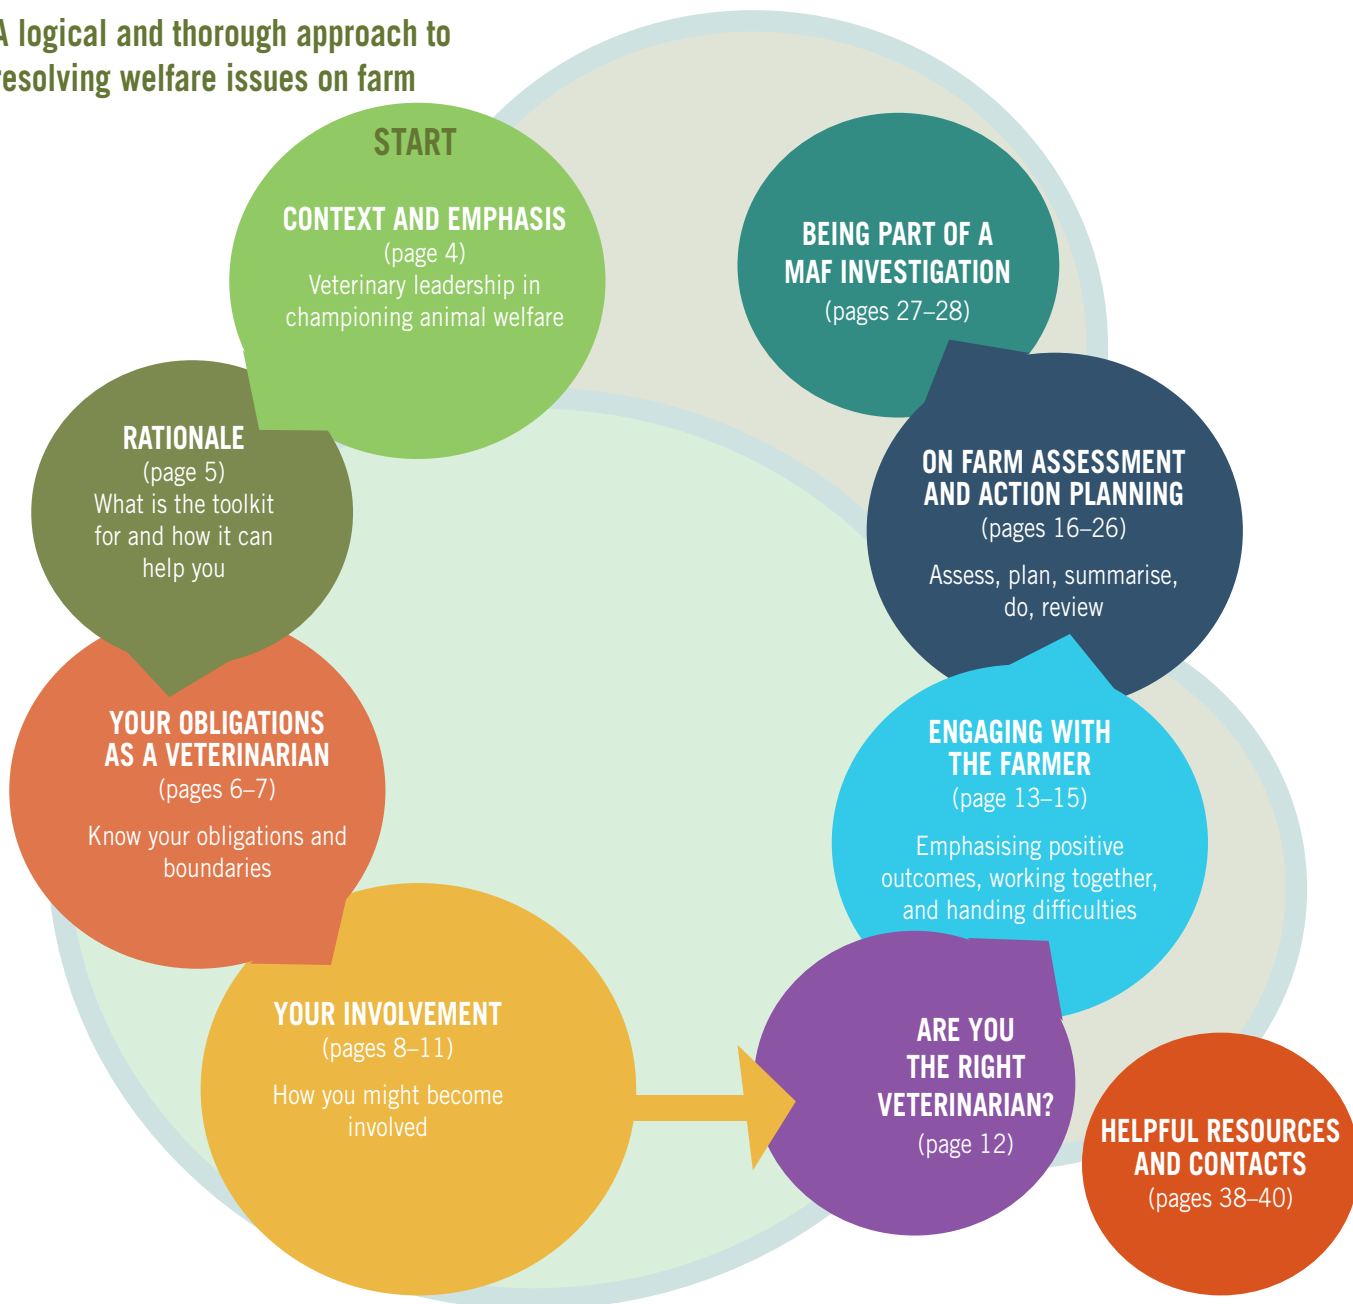 A logical and thorough approach to
resolving welfare issues on farm
START
CONTEXT AND EMPHASIS
(page 4)
Veterinary leadership in
championing animal welfare
RATIONALE
(page 5)
What is the toolkit
for and how it can
help you
YOUR OBLIGATIONS
AS A VETERINARIAN
(pages 6–7)
Know your obligations and
boundaries
YOUR INVOLVEMENT
(pages 8–11)
How you might become
involved
ARE YOU
THE RIGHT
VETERINARIAN?
(page 12)
ENGAGING WITH
THE FARMER
(page 13–15)
Emphasising positive
outcomes, working together,
and handing difficulties
ON FARM ASSESSMENT
AND ACTION PLANNING
(pages 16–26)
Assess, plan, summarise,
do, review
BEING PART OF A
MAF INVESTIGATION
(pages 27–28)
HELPFUL RESOURCES
AND CONTACTS
(pages 38–40)